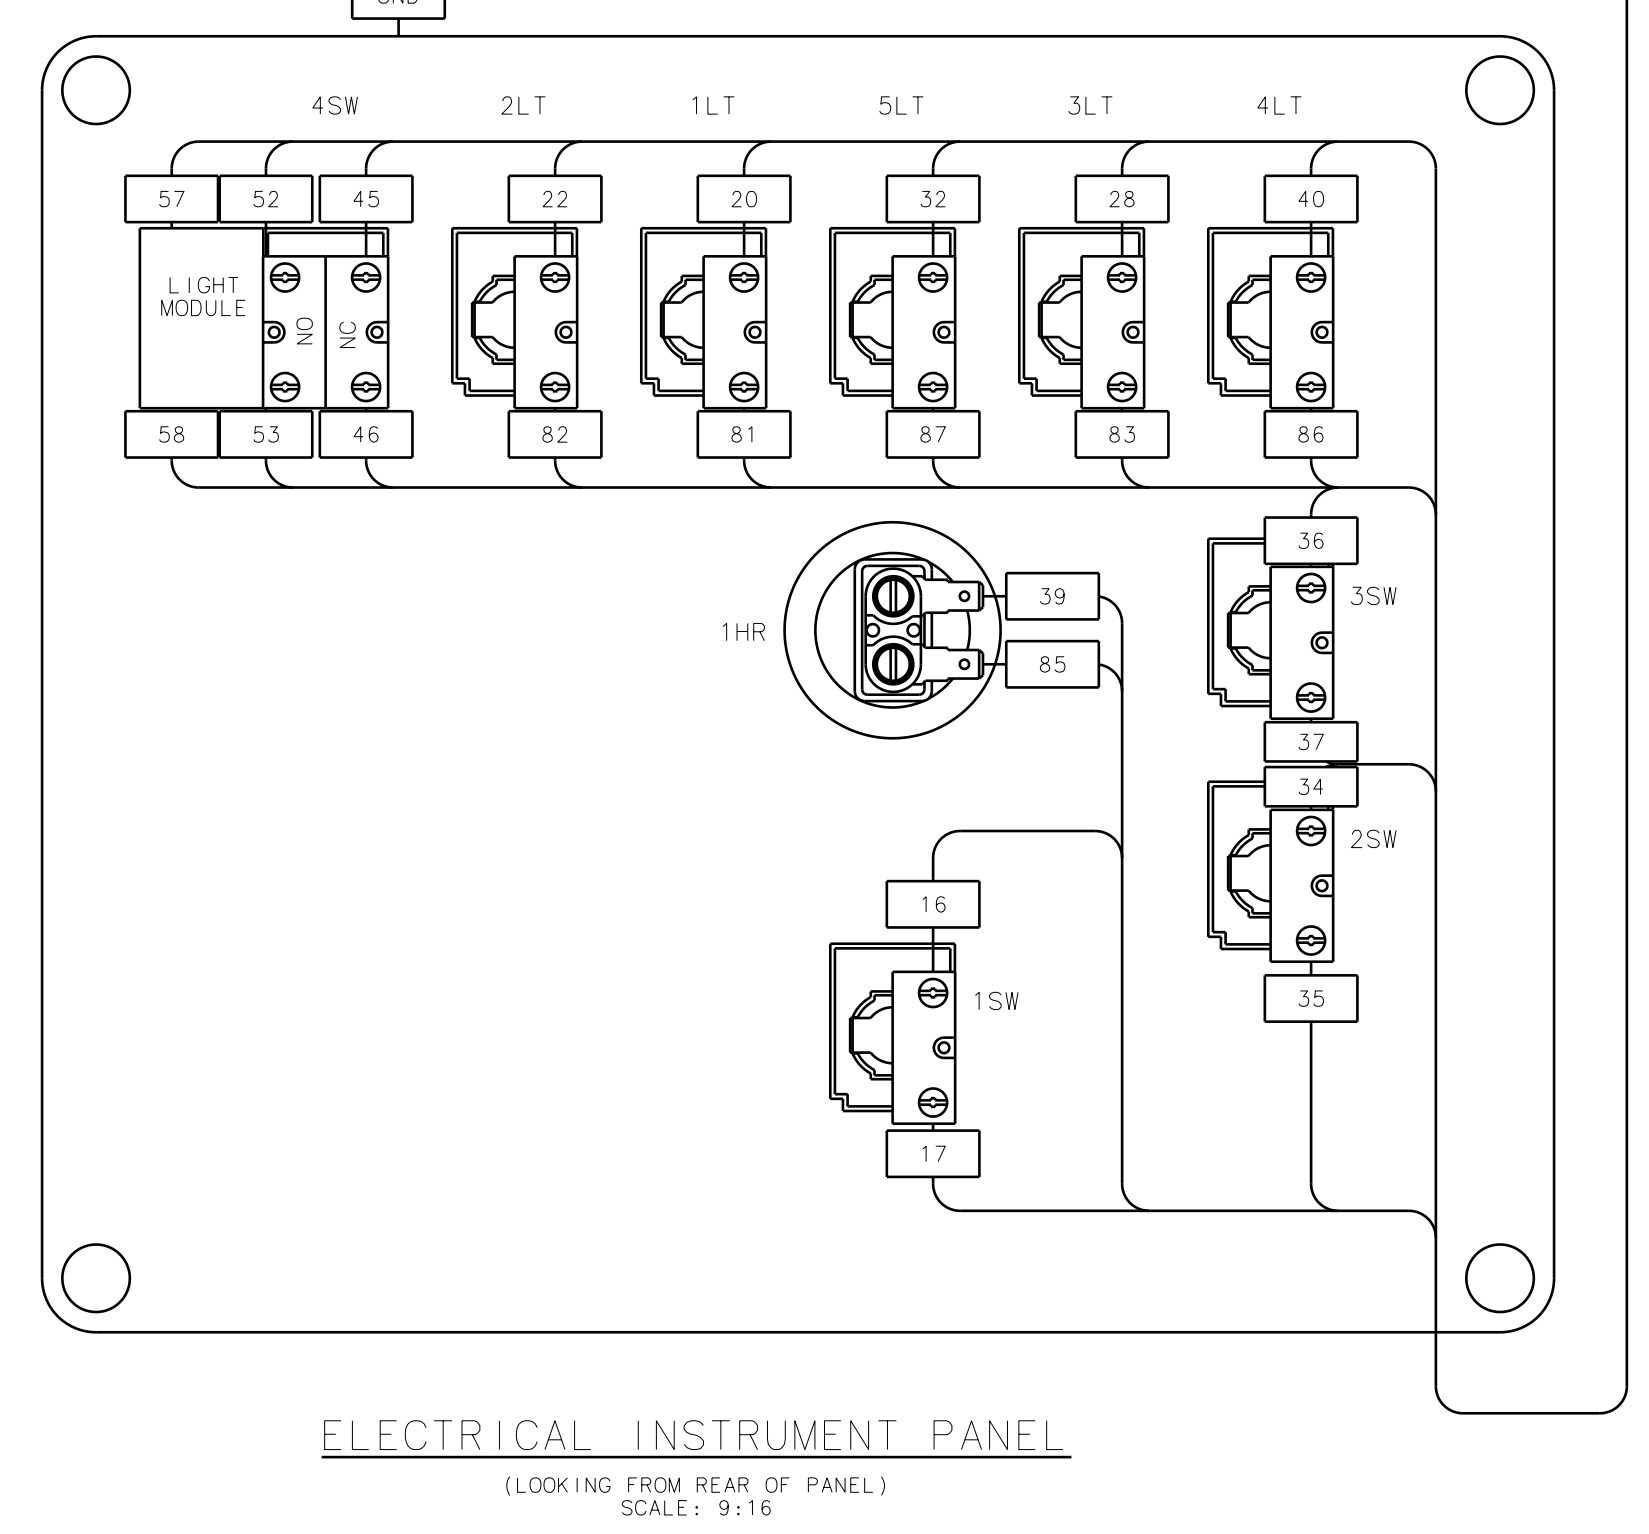 4SW 2LT 1LT 5LT 3LT 4LT
57 52 45 22 20 32 28 40
LIGHT
MODULE
NO NC
58 53 46 82 81 87 83 86
36
39 3SW
1HR
85
37
34
2SW
16
35
1SW
17
ELECTRICAL INSTRUMENT PANEL
(LOOKING FROM REAR OF PANEL)
SCALE: 9:16